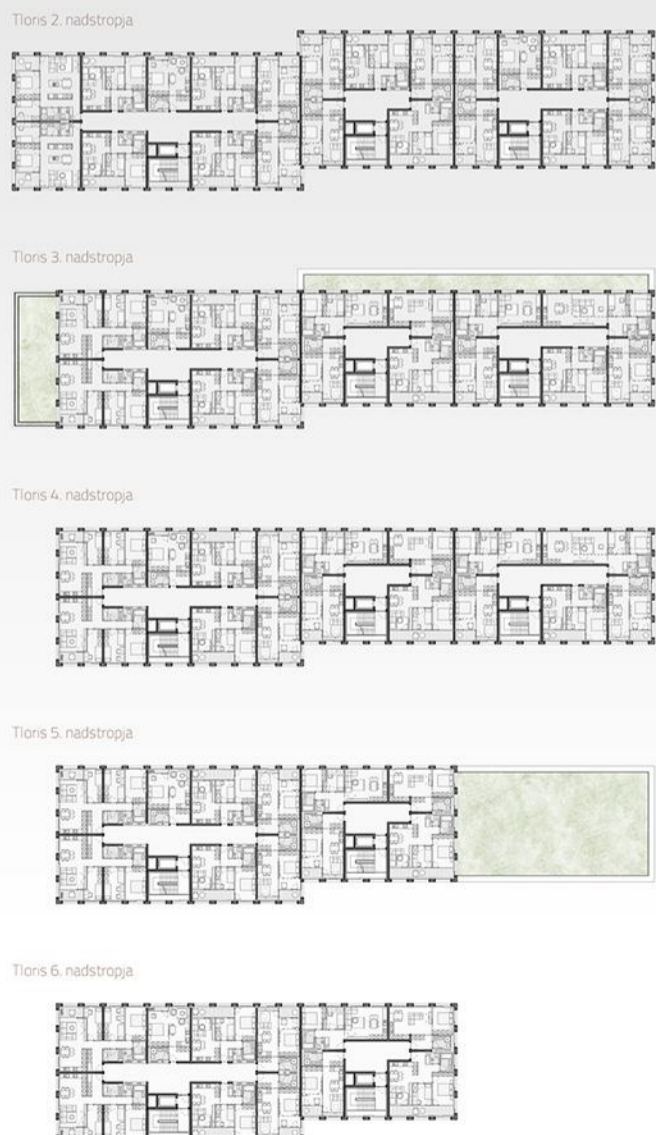 Tloris 2. nadstropja
Tloris 3. nadstropja
Tloris 4. nadstropja
Tloris 5. nadstropja
Tloris 6. nadstropja